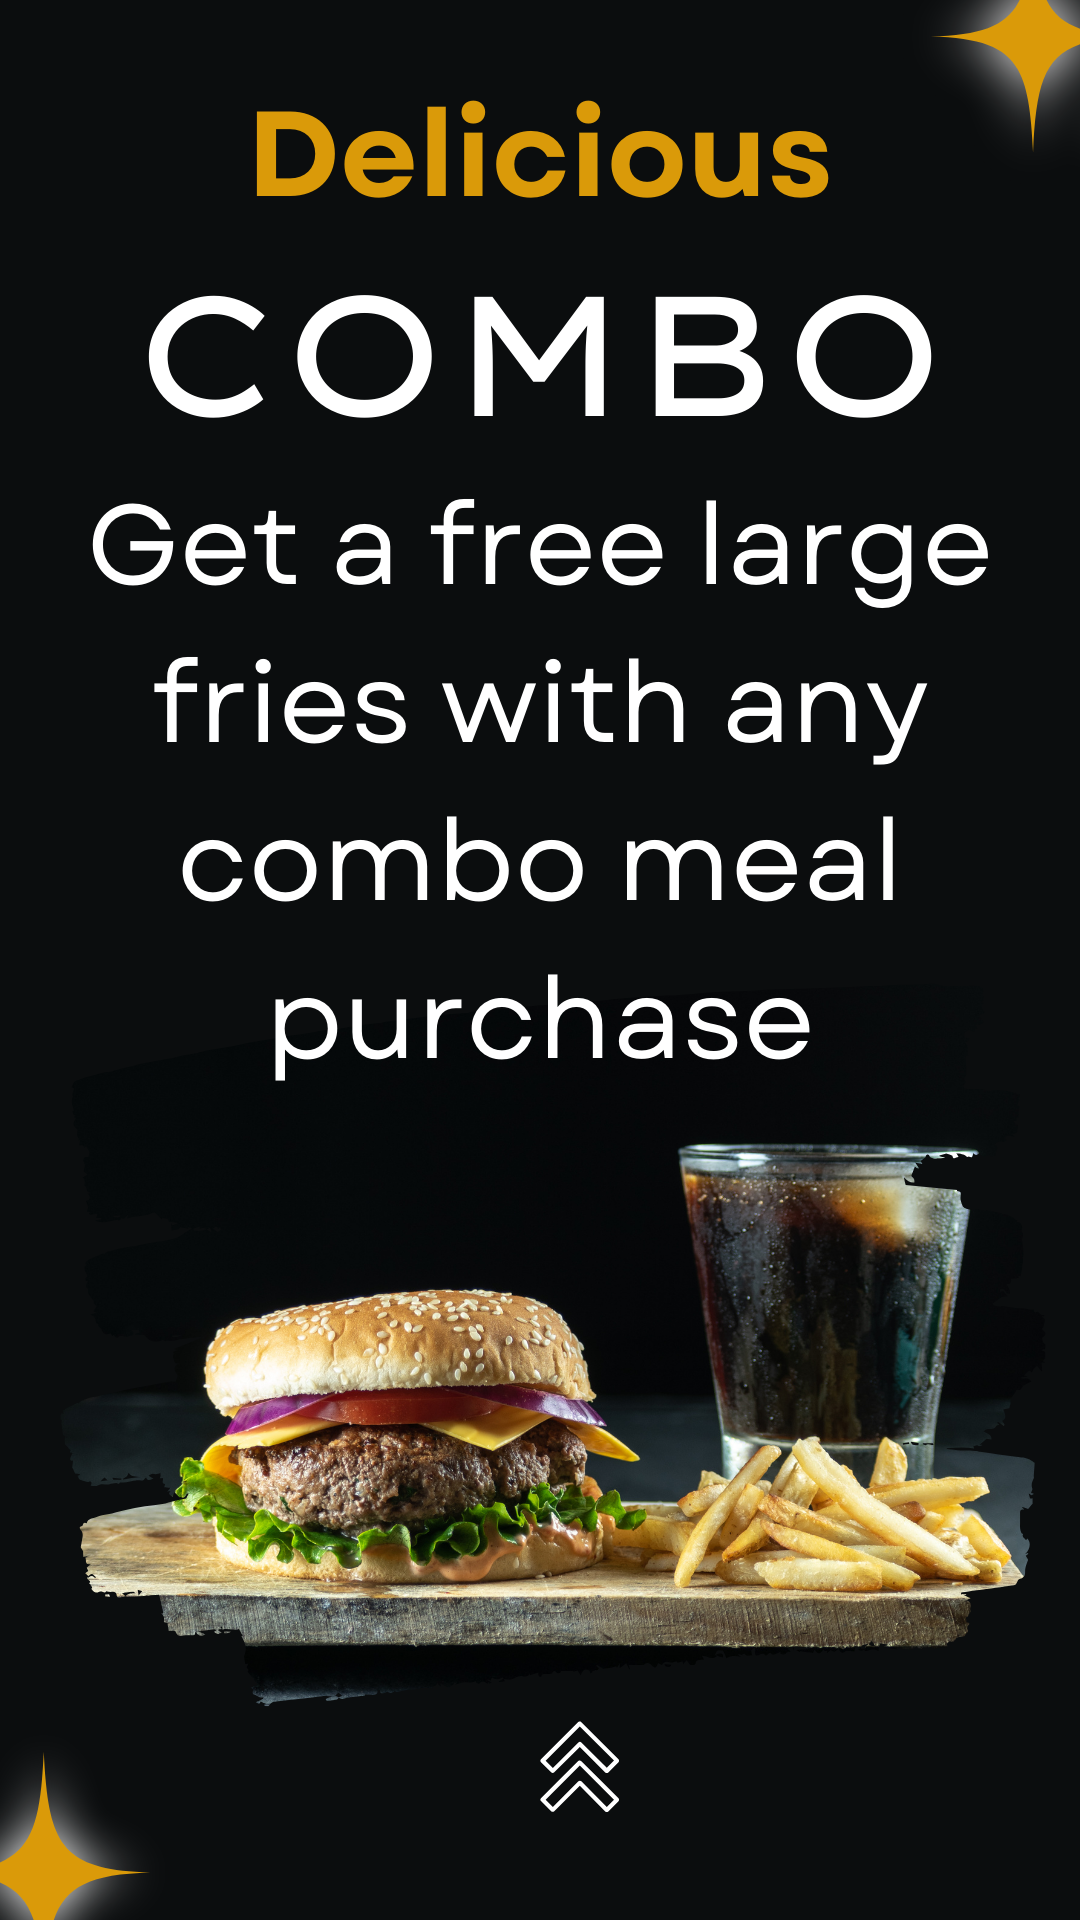 Delicious
COMBO
Get a free large
fries with any
combo meal
purchase